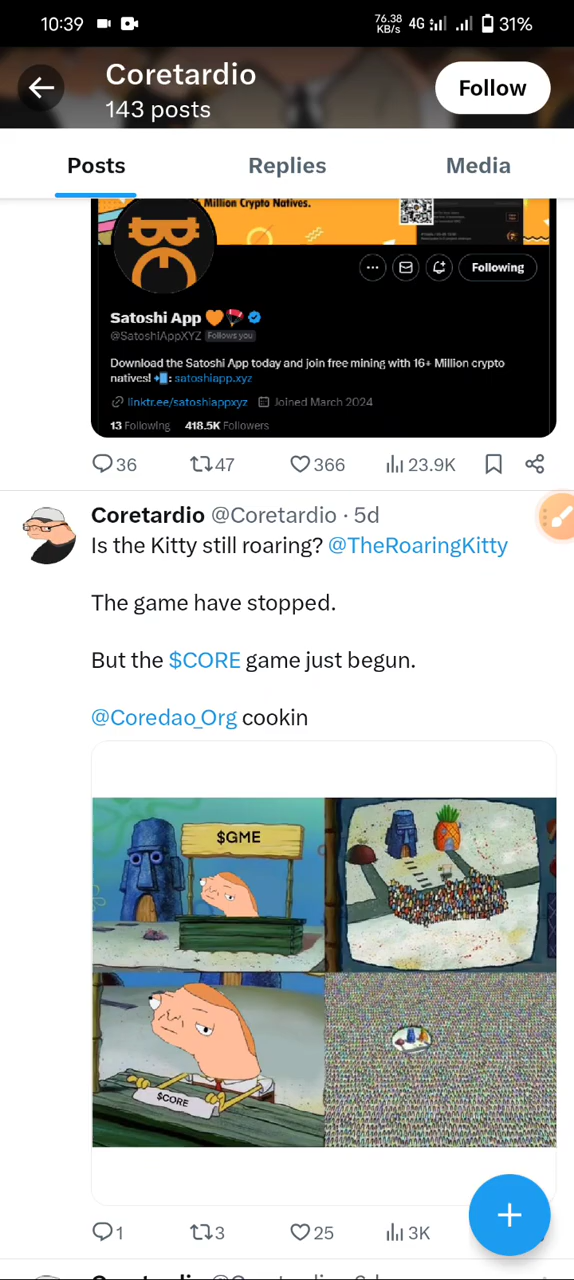 10:39 76.38 KB/s 4G 31%
Coretardio
143 posts
Follow
Posts Replies Media
Million Crypto Natives.
Following
Satoshi App
@SatoshiAppXYZ Follows you
Download the Satoshi App today and join free mining with 16+ Million crypto
natives! : satoshiapp.xyz
linktr.ee/satoshiappxyz Joined March 2024
13 Following 418.5K Followers
36 47 366 23.9K
Coretardio @Coretardio · 5d
Is the Kitty still roaring? @TheRoaringKitty
The game have stopped.
But the $CORE game just begun.
@Coredao_Org cookin
$GME
$CORE
1 3 25 3K